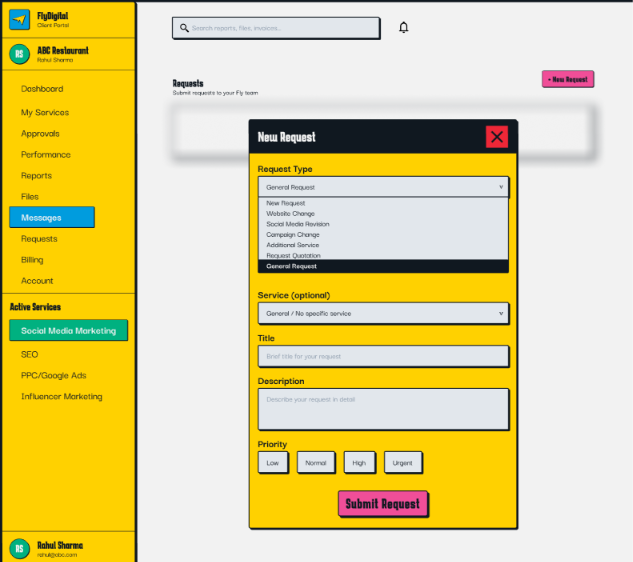 FlyDigital
Client Portal
RS
ABC Restaurant
Rahul Sharma
Dashboard
My Services
Approvals
Performance
Reports
Files
Messages
Requests
Billing
Account
Active Services
Social Media Marketing
SEO
PPC/Google Ads
Influencer Marketing
RS
Rahul Sharma
rahul@abc.com
Search reports, files, invoices...
Requests
Submit requests to your Fly team
+ New Request
New Request
Request Type
General Request
New Request
Website Change
Social Media Revision
Campaign Change
Additional Service
Request Quotation
General Request
Service (optional)
General / No specific service
Title
Brief title for your request
Description
Describe your request in detail
Priority
Low
Normal
High
Urgent
Submit Request